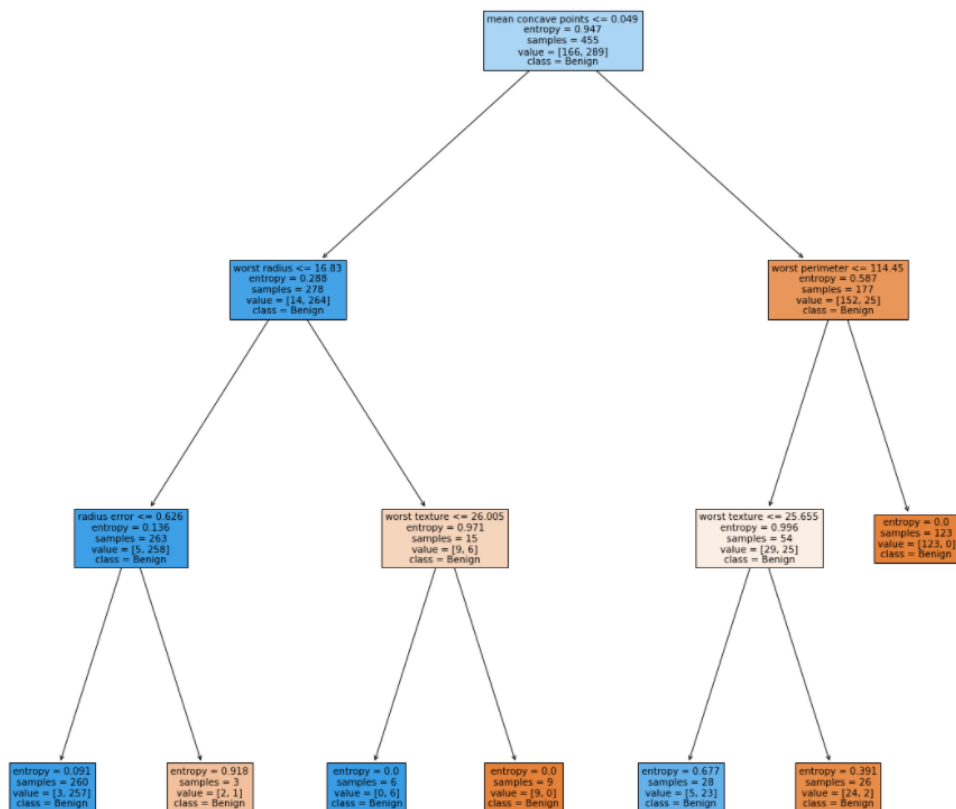 mean concave points <= 0.049
entropy = 0.947
samples = 455
value = [166, 289]
class = Benign
worst radius <= 16.83
entropy = 0.288
samples = 278
value = [14, 264]
class = Benign
worst perimeter <= 114.45
entropy = 0.587
samples = 177
value = [152, 25]
class = Benign
radius error <= 0.626
entropy = 0.136
samples = 263
value = [5, 258]
class = Benign
worst texture <= 26.005
entropy = 0.971
samples = 15
value = [9, 6]
class = Benign
worst texture <= 25.655
entropy = 0.996
samples = 54
value = [29, 25]
class = Benign
entropy = 0.0
samples = 123
value = [123, 0]
class = Benign
entropy = 0.091
samples = 260
value = [3, 257]
class = Benign
entropy = 0.918
samples = 3
value = [2, 1]
class = Benign
entropy = 0.0
samples = 6
value = [0, 6]
class = Benign
entropy = 0.0
samples = 9
value = [9, 0]
class = Benign
entropy = 0.677
samples = 28
value = [5, 23]
class = Benign
entropy = 0.391
samples = 26
value = [24, 2]
class = Benign